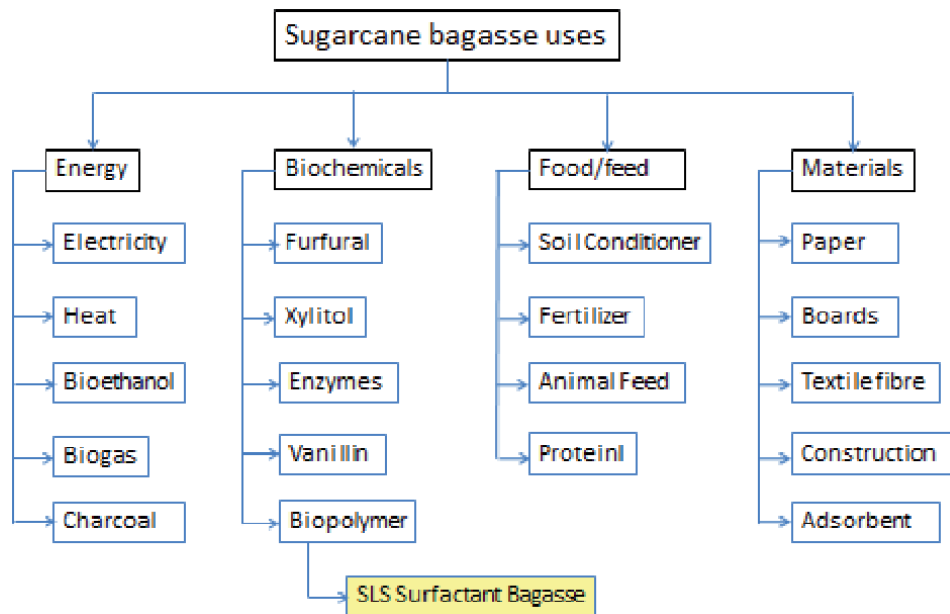 Sugarcane bagasse uses
Energy
Electricity
Heat
Bioethanol
Biogas
Charcoal
Biochemicals
Furfural
Xylitol
Enzymes
Vanillin
Biopolymer
SLS Surfactant Bagasse
Food/feed
Soil Conditioner
Fertilizer
Animal Feed
Proteinl
Materials
Paper
Boards
Textile fibre
Construction
Adsorbent